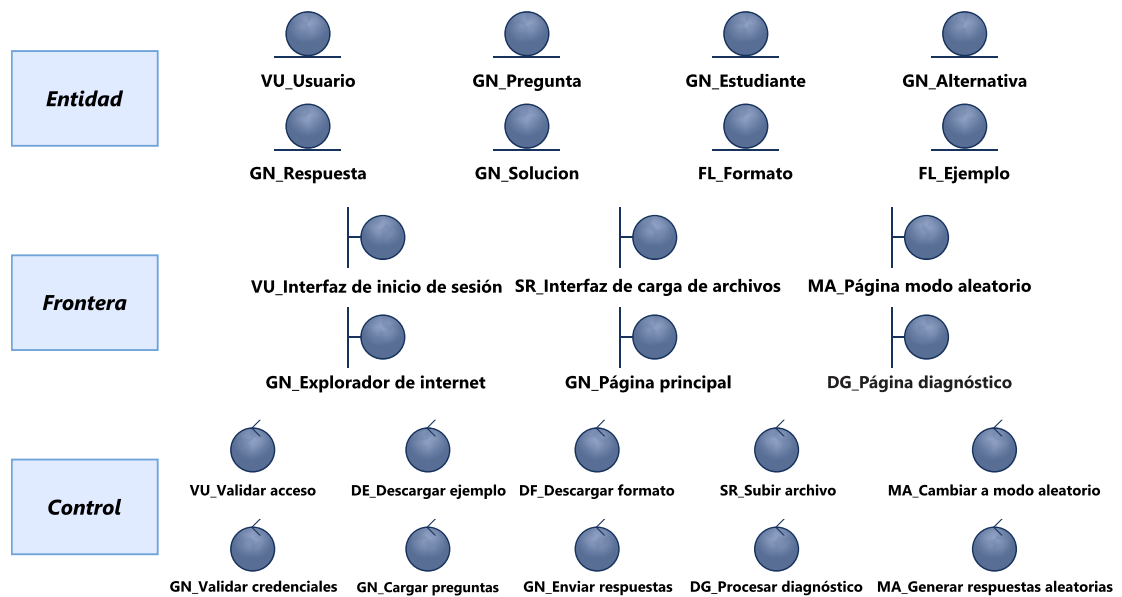 Entidad
VU_Usuario
GN_Pregunta
GN_Estudiante
GN_Alternativa
GN_Respuesta
GN_Solucion
FL_Formato
FL_Ejemplo
Frontera
VU_Interfaz de inicio de sesión
SR_Interfaz de carga de archivos
MA_Página modo aleatorio
GN_Explorador de internet
GN_Página principal
DG_Página diagnóstico
Control
VU_Validar acceso
DE_Descargar ejemplo
DF_Descargar formato
SR_Subir archivo
MA_Cambiar a modo aleatorio
GN_Validar credenciales
GN_Cargar preguntas
GN_Enviar respuestas
DG_Procesar diagnóstico
MA_Generar respuestas aleatorias